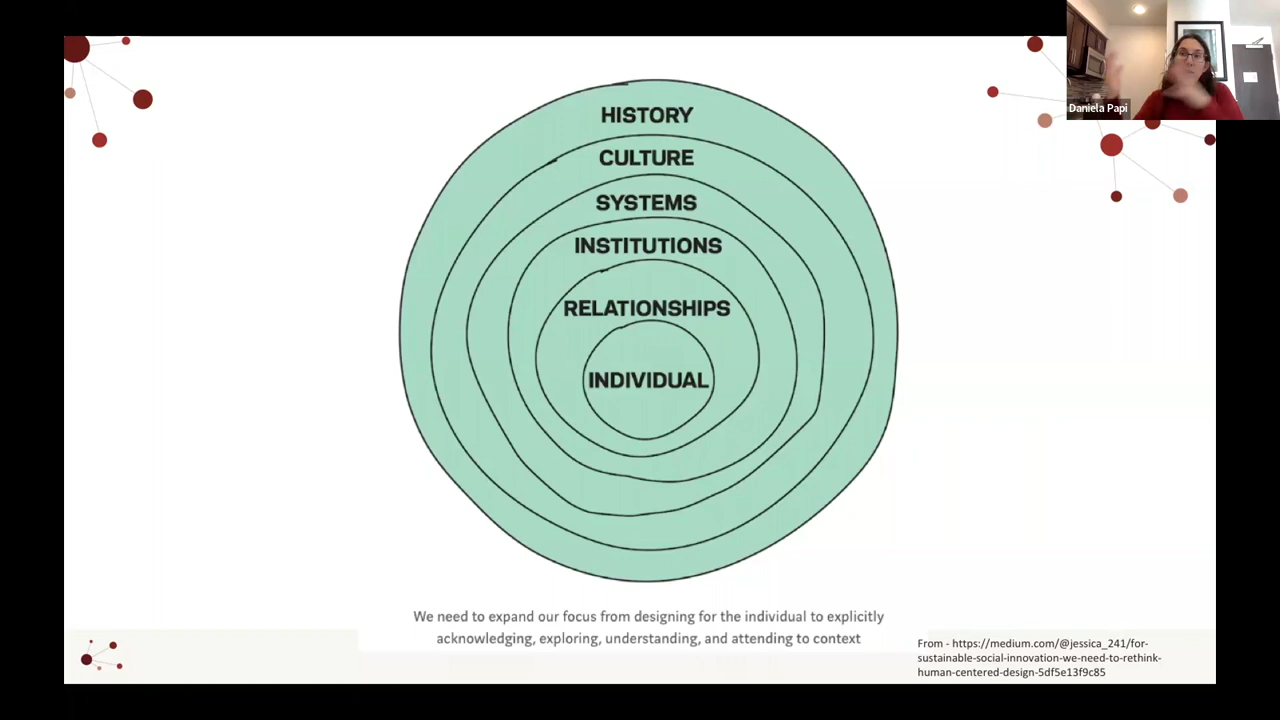 Daniela Papi
HISTORY
CULTURE
SYSTEMS
INSTITUTIONS
RELATIONSHIPS
INDIVIDUAL
We need to expand our focus from designing for the individual to explicitly
acknowledging, exploring, understanding, and attending to context
From - https://medium.com/@jessica_241/for-
sustainable-social-innovation-we-need-to-rethink-
human-centered-design-5df5e13f9c85